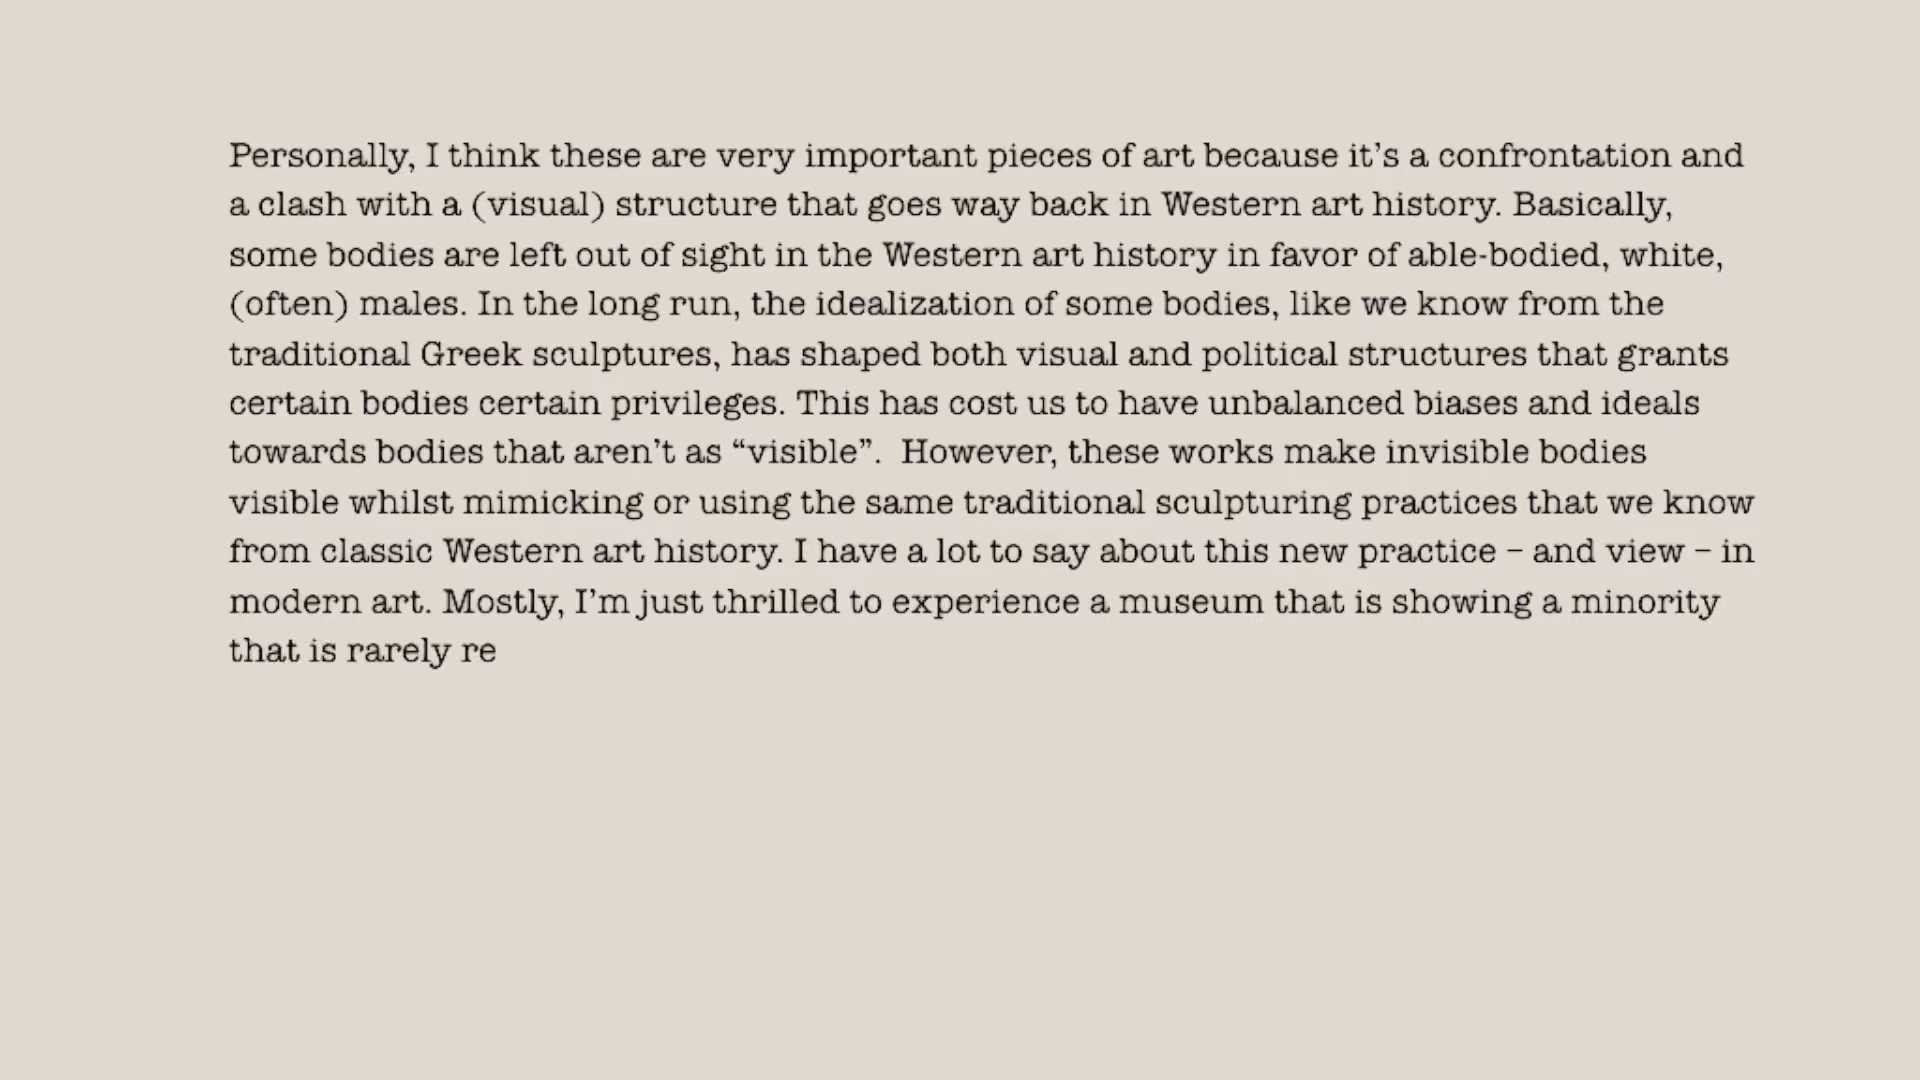 Personally, I think these are very important pieces of art because it’s a confrontation and
a clash with a (visual) structure that goes way back in Western art history. Basically,
some bodies are left out of sight in the Western art history in favor of able-bodied, white,
(often) males. In the long run, the idealization of some bodies, like we know from the
traditional Greek sculptures, has shaped both visual and political structures that grants
certain bodies certain privileges. This has cost us to have unbalanced biases and ideals
towards bodies that aren’t as “visible”.  However, these works make invisible bodies
visible whilst mimicking or using the same traditional sculpturing practices that we know
from classic Western art history. I have a lot to say about this new practice – and view – in
modern art. Mostly, I’m just thrilled to experience a museum that is showing a minority
that is rarely re